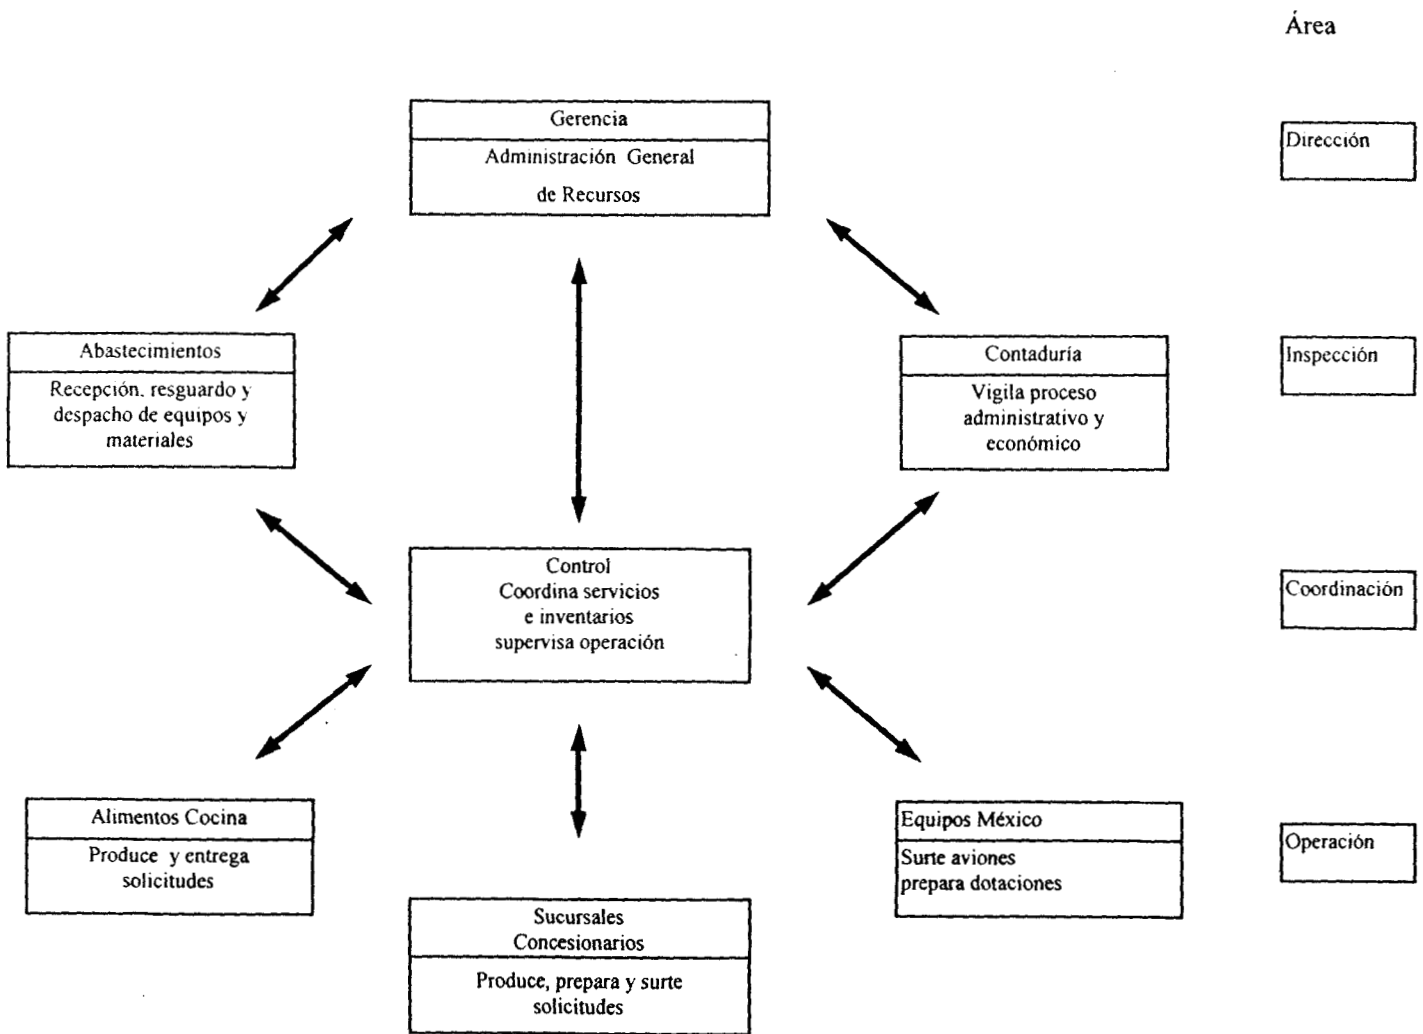 Área
Gerencia
Administración General
de Recursos
Dirección
Abastecimientos
Recepción, resguardo y
despacho de equipos y
materiales
Contaduría
Vigila proceso
administrativo y
económico
Inspección
Control
Coordina servicios
e inventarios
supervisa operación
Coordinación
Alimentos Cocina
Produce y entrega
solicitudes
Equipos México
Surte aviones
prepara dotaciones
Operación
Sucursales
Concesionarios
Produce, prepara y surte
solicitudes